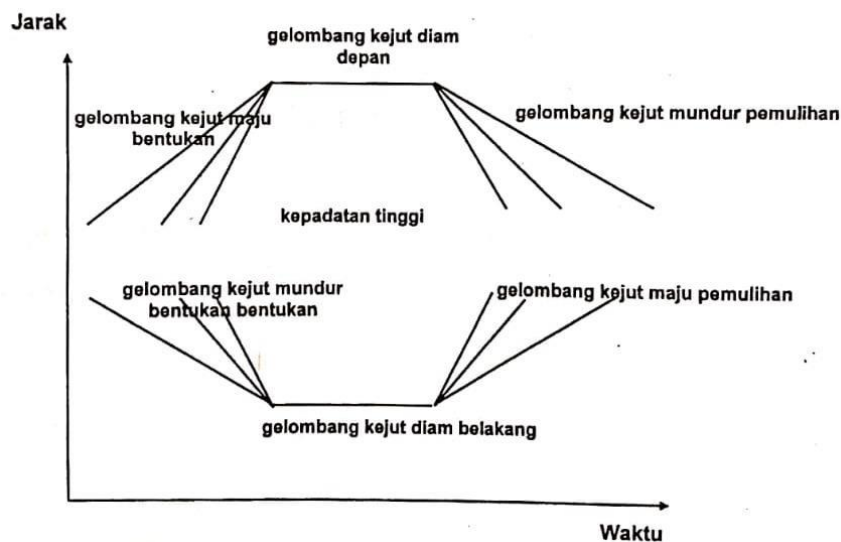 Jarak
gelombang kejut diam
depan
gelombang kejut maju
bentukan
gelombang kejut mundur pemulihan
kepadatan tinggi
gelombang kejut mundur
bentukan bentukan
gelombang kejut maju pemulihan
gelombang kejut diam belakang
Waktu